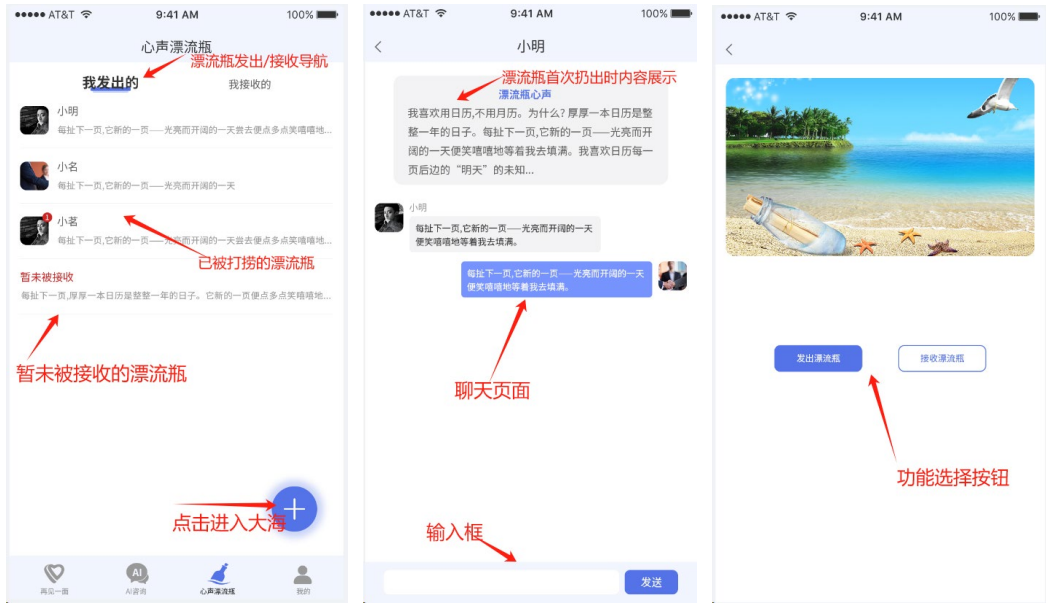 ●●●●● AT&T 9:41 AM 100%
心声漂流瓶
漂流瓶发出/接收导航
我发出的
我接收的
小明
每扯下一页,它新的一页——光亮而开阔的一天尝去便点多点笑嘻嘻地...
小名
每扯下一页,它新的一页——光亮而开阔的一天
1
小茗
每扯下一页,它新的一页——光亮而开阔的一天尝去便点多点笑嘻嘻地...
已被打捞的漂流瓶
暂未被接收
每扯下一页,厚厚一本日历是整整一年的日子。它新的一页便点多点笑嘻嘻地...
暂未被接收的漂流瓶
点击进入大海
再见一面
AI
AI咨询
心声漂流瓶
我的
●●●●● AT&T 9:41 AM 100%
小明
漂流瓶首次扔出时内容展示
漂流瓶心声
我喜欢用日历,不用月历。为什么? 厚厚一本日历是整
整一年的日子。每扯下一页,它新的一页——光亮而开
阔的一天便笑嘻嘻地等着我去填满。我喜欢日历每一
页后边的“明天”的未知...
小明
每扯下一页,它新的一页——光亮而开阔的一天
便笑嘻嘻地等着我去填满。
每扯下一页,它新的一页——光亮而开阔的一天
便笑嘻嘻地等着我去填满。
聊天页面
输入框
发送
●●●●● AT&T 9:41 AM 100%
发出漂流瓶
接收漂流瓶
功能选择按钮